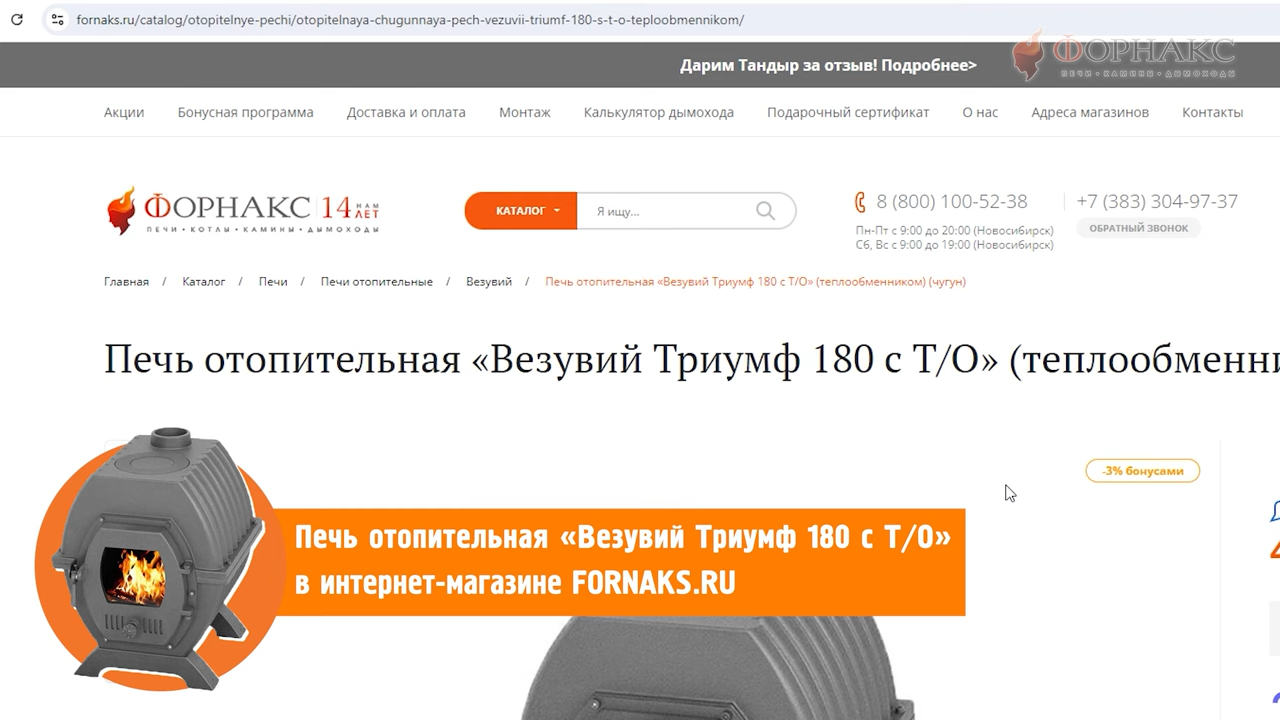 fornaks.ru/catalog/otopitelnye-pechi/otopitelnaya-chugunnaya-pech-vezuvii-triumf-180-s-t-o-teploobmennikom/
Дарим Тандыр за отзыв! Подробнее>
ФОРНАКС
ПЕЧИ • КАМИНЫ • ДЫМОХОДЫ
Акции Бонусная программа Доставка и оплата Монтаж Калькулятор дымохода Подарочный сертификат О нас Адреса магазинов Контакты
ФОРНАКС 14 НАМ ЛЕТ
ПЕЧИ • КОТЛЫ • КАМИНЫ • ДЫМОХОДЫ
КАТАЛОГ Я ищу...
8 (800) 100-52-38 +7 (383) 304-97-37
Пн-Пт с 9:00 до 20:00 (Новосибирск) ОБРАТНЫЙ ЗВОНОК
Сб, Вс с 9:00 до 19:00 (Новосибирск)
Главная / Каталог / Печи / Печи отопительные / Везувий / Печь отопительная «Везувий Триумф 180 с Т/О» (теплообменником) (чугун)
Печь отопительная «Везувий Триумф 180 с Т/О» (теплообменни
-3% бонусами
Печь отопительная «Везувий Триумф 180 с Т/О»
в интернет-магазине FORNAKS.RU